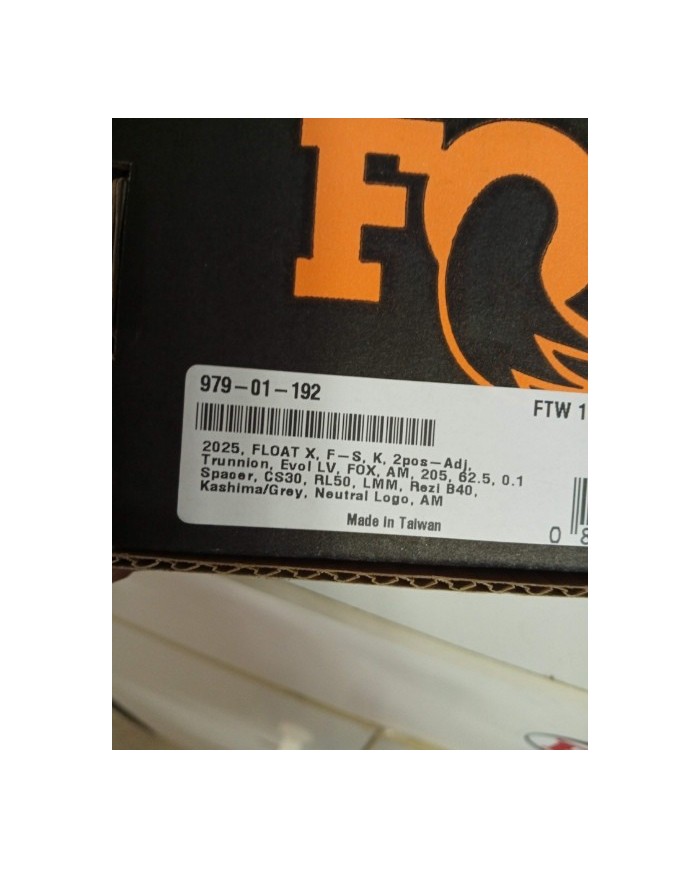 FO
979-01-192
FTW 1
2025, FLOAT X, F-S, K, 2pos-Adj,
Trunnion, Evol LV, FOX, AM, 205, 62.5, 0.1
Spacer, CS30, RL50, LMM, Rezi B40,
Kashima/Grey, Neutral Logo, AM
Made in Taiwan
0 8